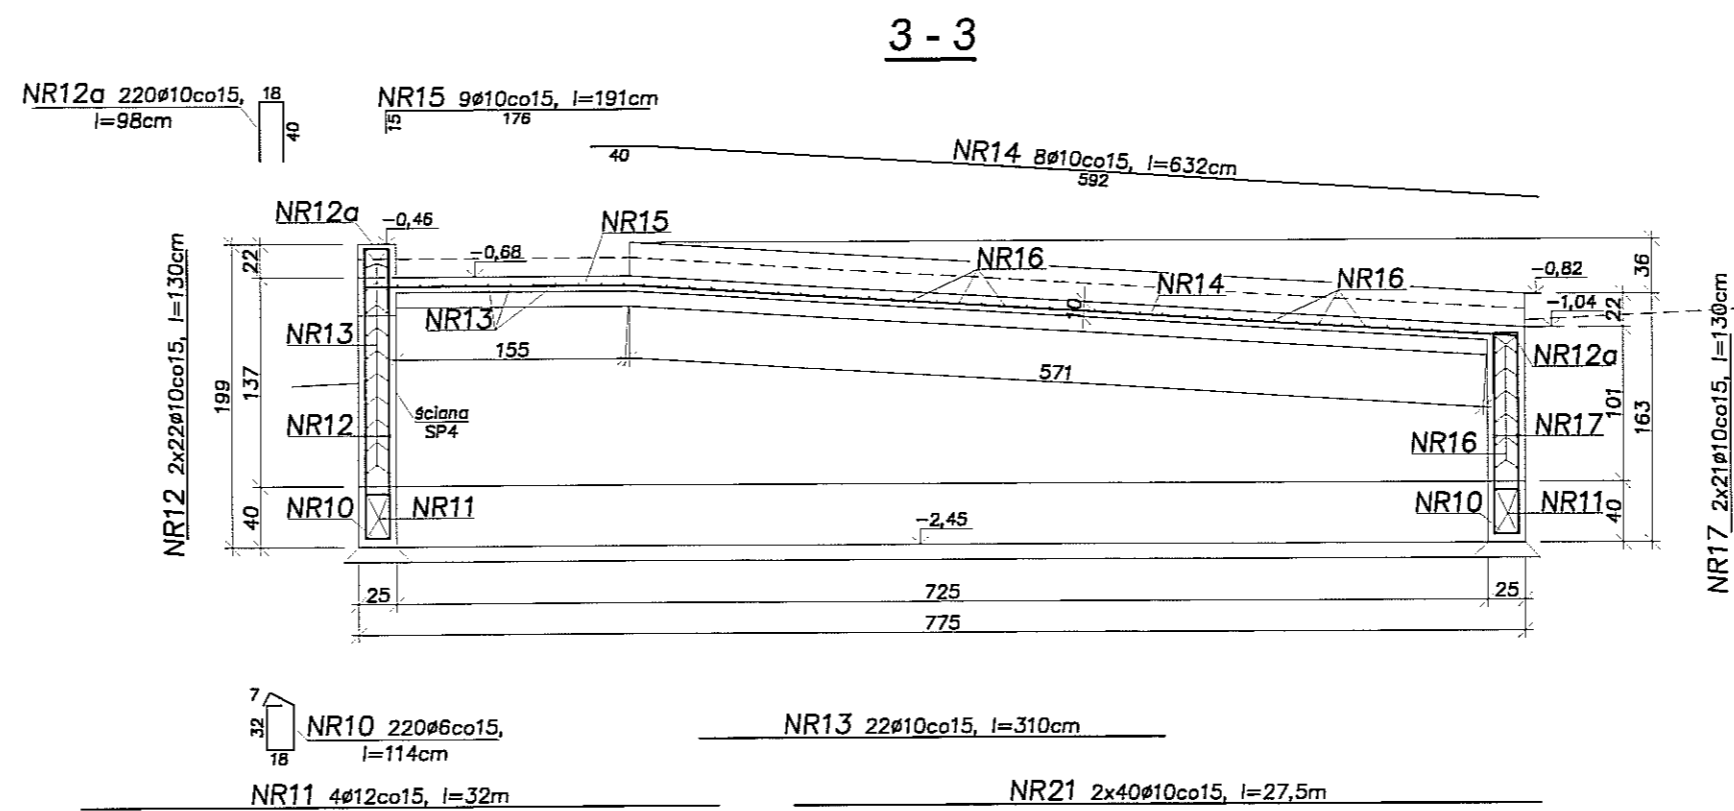 3 - 3
NR12a 220ø10co15,
l=98cm
18
40
NR15 9ø10co15, l=191cm
15
176
40
NR14 8ø10co15, l=632cm
592
NR12a
-0,46
NR15
-0,68
NR16
NR14
NR16
-0,82
-1,04
36
22
22
10
NR13
NR13
155
571
NR12a
NR12 2x22ø10co15, l=130cm
199
137
40
ściana
SP4
NR12
NR17
NR16
101
163
NR17 2x21ø10co15, l=130cm
NR10
NR11
NR10
NR11
40
-2,45
25
725
25
775
7
32
18
NR10 220ø6co15,
l=114cm
NR13 22ø10co15, l=310cm
NR11 4ø12co15, l=32m
NR21 2x40ø10co15, l=27,5m